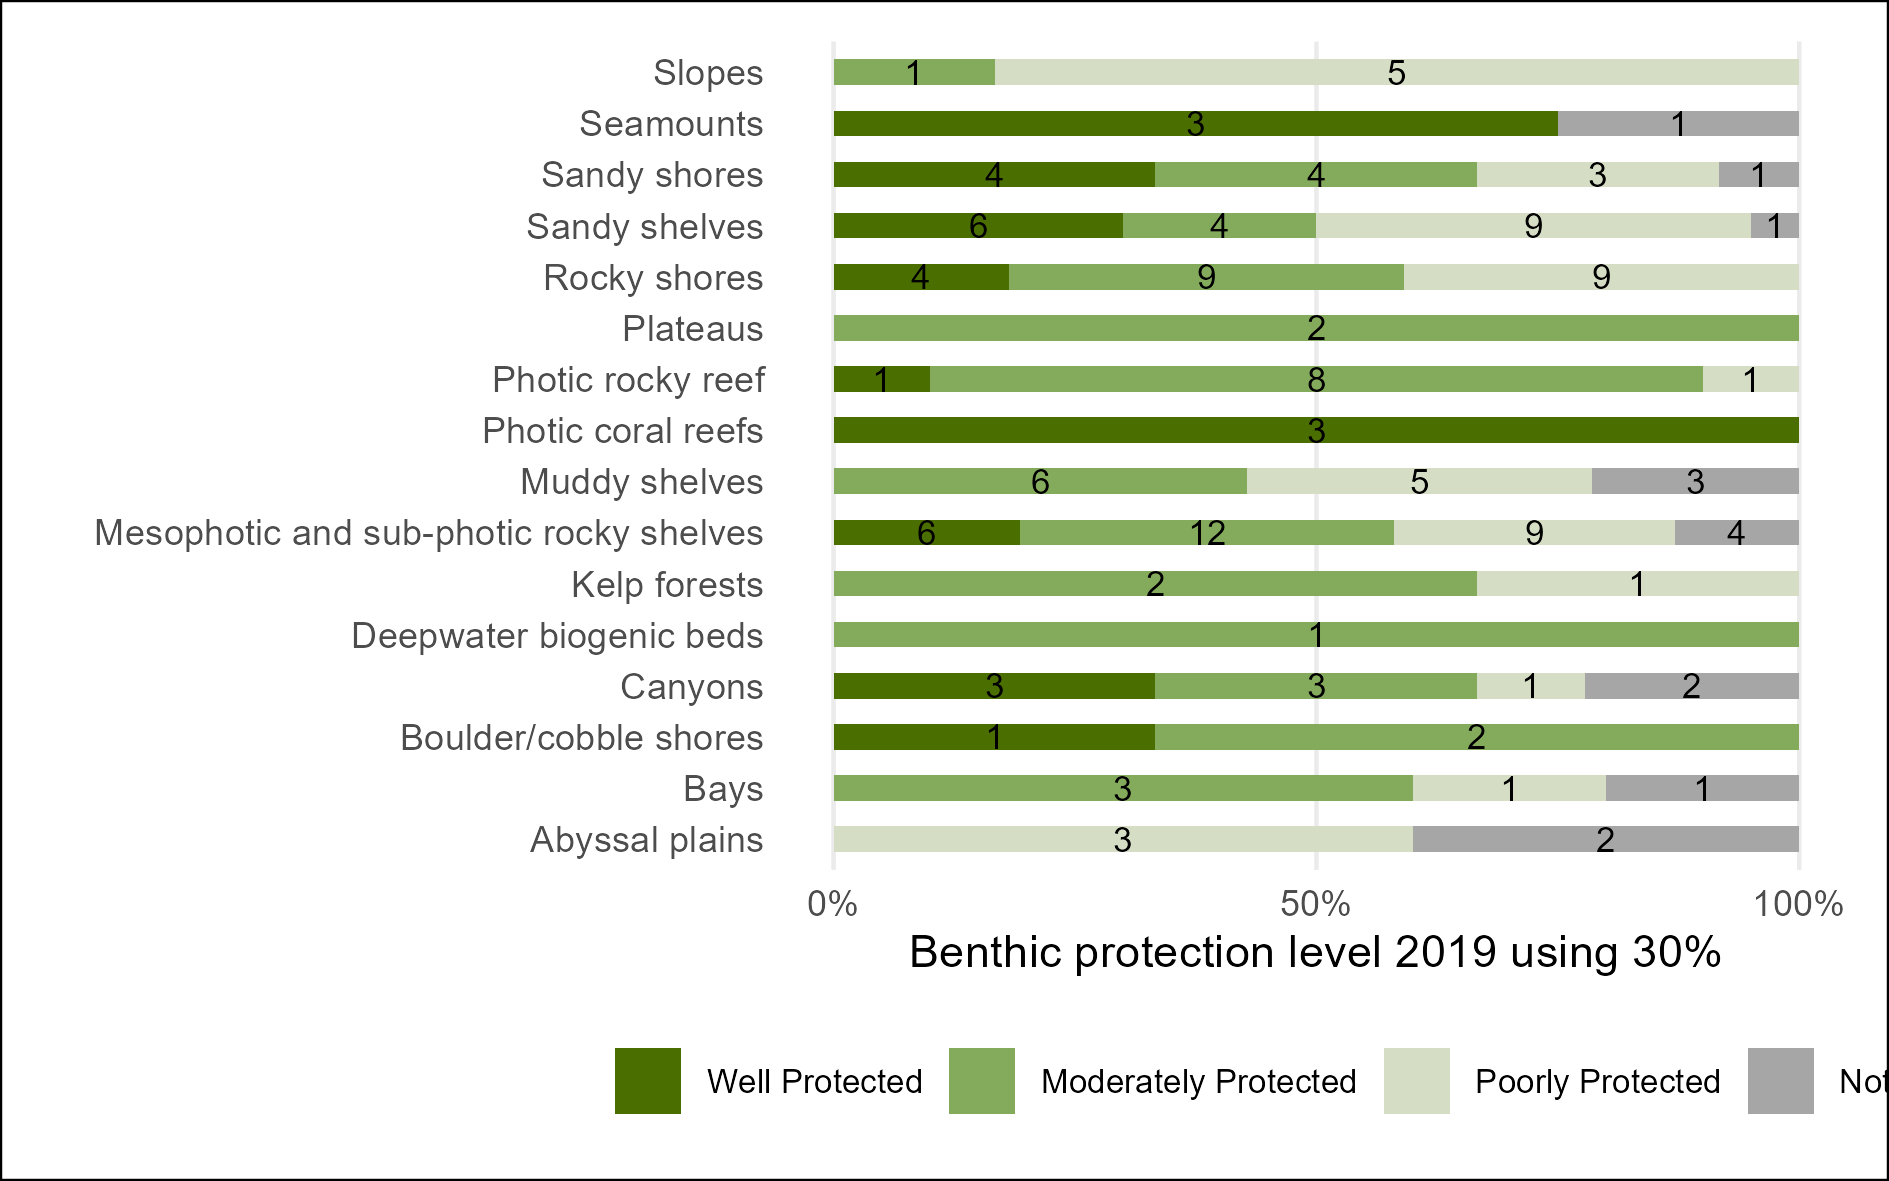 Slopes 1 5
Seamounts 3 1
Sandy shores 4 4 3 1
Sandy shelves 6 4 9 1
Rocky shores 4 9 9
Plateaus 2
Photic rocky reef 1 8 1
Photic coral reefs 3
Muddy shelves 6 5 3
Mesophotic and sub-photic rocky shelves 6 12 9 4
Kelp forests 2 1
Deepwater biogenic beds 1
Canyons 3 3 1 2
Boulder/cobble shores 1 2
Bays 3 1 1
Abyssal plains 3 2
0% 50% 100%
Benthic protection level 2019 using 30%
Well Protected Moderately Protected Poorly Protected Not